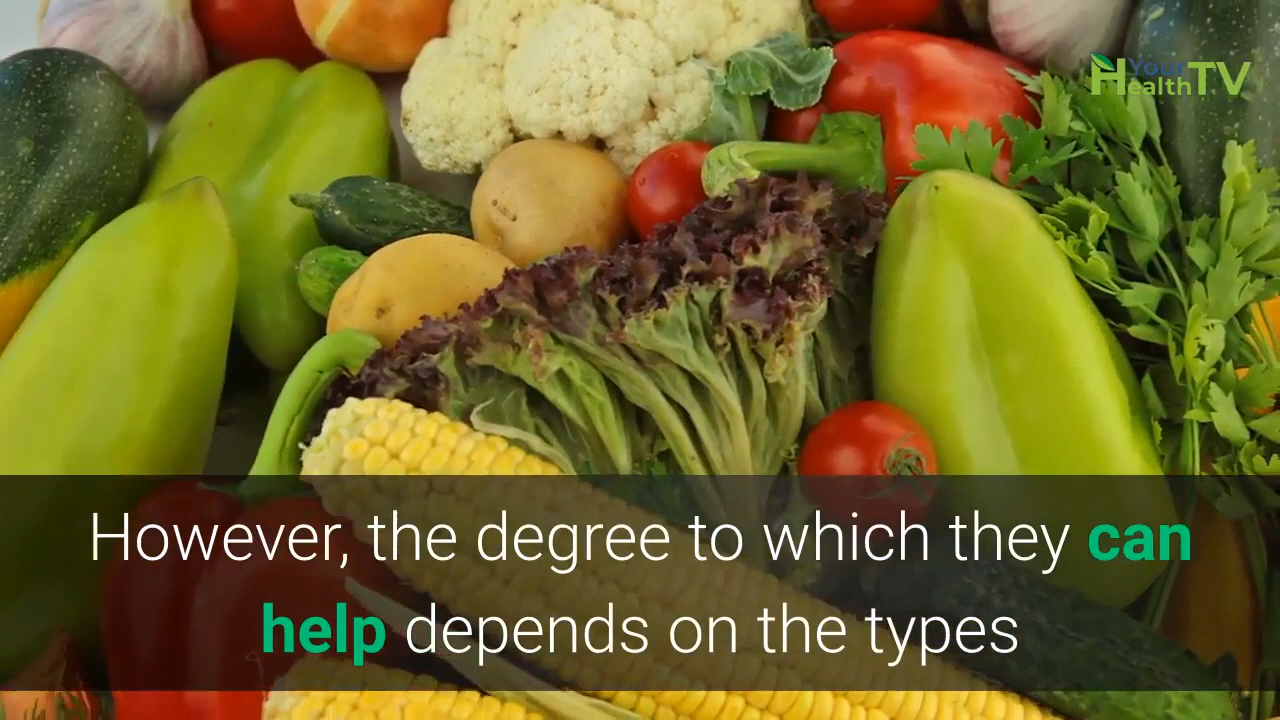 Your
HealthTV
However, the degree to which they can
help depends on the types